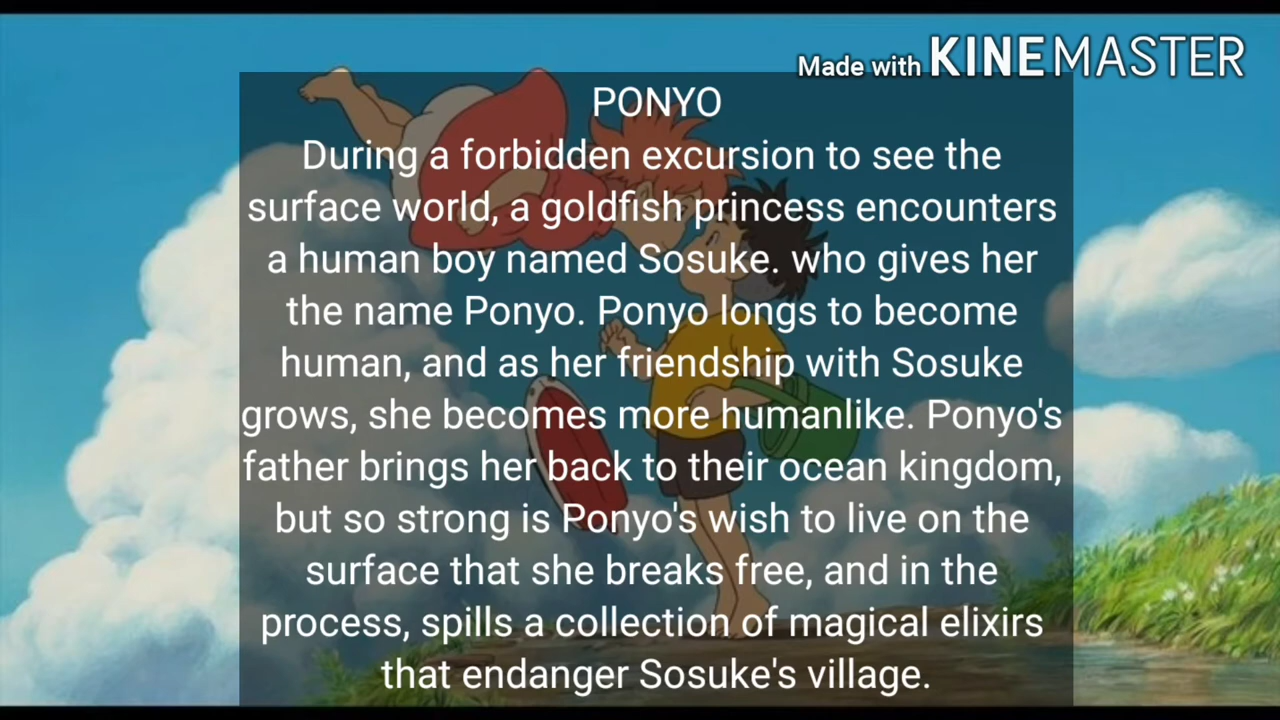 Made with KINEMASTER
PONYO
During a forbidden excursion to see the
surface world, a goldfish princess encounters
a human boy named Sosuke. who gives her
the name Ponyo. Ponyo longs to become
human, and as her friendship with Sosuke
grows, she becomes more humanlike. Ponyo's
father brings her back to their ocean kingdom,
but so strong is Ponyo's wish to live on the
surface that she breaks free, and in the
process, spills a collection of magical elixirs
that endanger Sosuke's village.